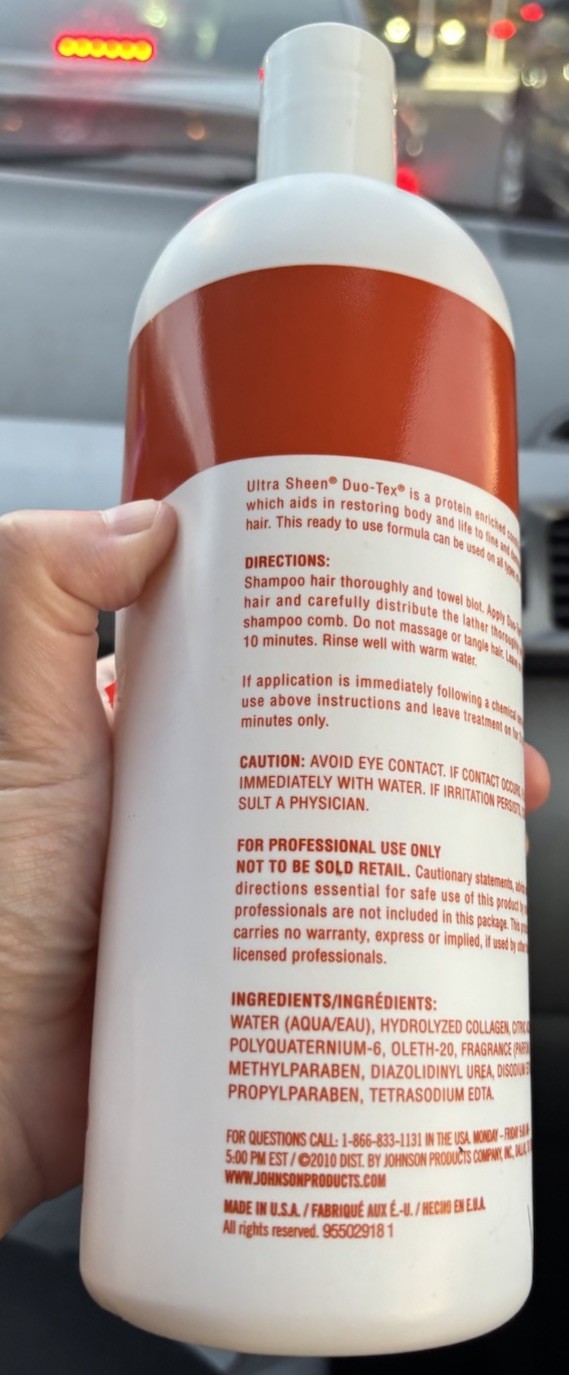 Ultra Sheen® Duo-Tex® is a protein enriched
which aids in restoring body and life to fine and
hair. This ready to use formula can be used on all types
DIRECTIONS:
Shampoo hair thoroughly and towel blot. Apply
hair and carefully distribute the lather thoroughly
shampoo comb. Do not massage or tangle hair. Leave
10 minutes. Rinse well with warm water.
If application is immediately following a chemical
use above instructions and leave treatment on for
minutes only.
CAUTION: AVOID EYE CONTACT. IF CONTACT OCCURS,
IMMEDIATELY WITH WATER. IF IRRITATION PERSISTS,
SULT A PHYSICIAN.
FOR PROFESSIONAL USE ONLY
NOT TO BE SOLD RETAIL. Cautionary statements,
directions essential for safe use of this product
professionals are not included in this package. This
carries no warranty, express or implied, if used by
licensed professionals.
INGREDIENTS/INGRÉDIENTS:
WATER (AQUA/EAU), HYDROLYZED COLLAGEN, CITRIC
POLYQUATERNIUM-6, OLETH-20, FRAGRANCE (PARFUM
METHYLPARABEN, DIAZOLIDINYL UREA, DISODIUM
PROPYLPARABEN, TETRASODIUM EDTA.
FOR QUESTIONS CALL: 1-866-833-1131 IN THE USA. MONDAY – FRIDAY
5:00 PM EST / ©2010 DIST. BY JOHNSON PRODUCTS COMPANY, INC.,
WWW.JOHNSONPRODUCTS.COM
MADE IN U.S.A. / FABRIQUÉ AUX É.-U. / HECHO EN E.U.A.
All rights reserved. 95502918 1